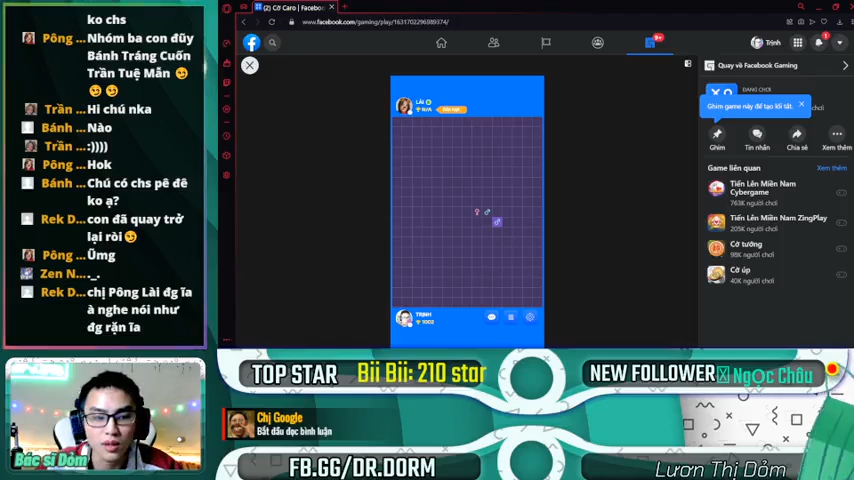 ko chs
Pông ... Nhóm ba con đũy
Bánh Tráng Cuốn
Trần Tuệ Mẫn
Trần ... Hi chú nka
Bánh ... Nào
Trần ... :))))
Pông ... Hok
Bánh ... Chú có chs pê đê
ko ạ?
Rek D... con đã quay trở
lại ròi
Pông ... Ũmg
Zen N... ._.
Rek D... chị Pông Lài đg ĩa
à nghe nói như
đg rặn ĩa
Bác sĩ Dỏm
(2) Cờ Caro | Facebook
www.facebook.com/gaming/play/1631702296989374/
9+
Trịnh
Quay về Facebook Gaming
ĐANG CHƠI
Ghim game này để tạo lối tắt.
Ghim
Tin nhắn
Chia sẻ
Xem thêm
Game liên quan
Xem thêm
Tiến Lên Miền Nam
Cybergame
763K người chơi
Tiến Lên Miền Nam ZingPlay
205K người chơi
Cờ tướng
98K người chơi
Cờ úp
40K người chơi
LÀI
N/A
TRỊNH
1002
TOP STAR
Bii Bii: 210 star
NEW FOLLOWER
Ngọc Châu
Chị Google
Bắt đầu đọc bình luận
FB.GG/DR.DORM
Lươn Thị Dỏm